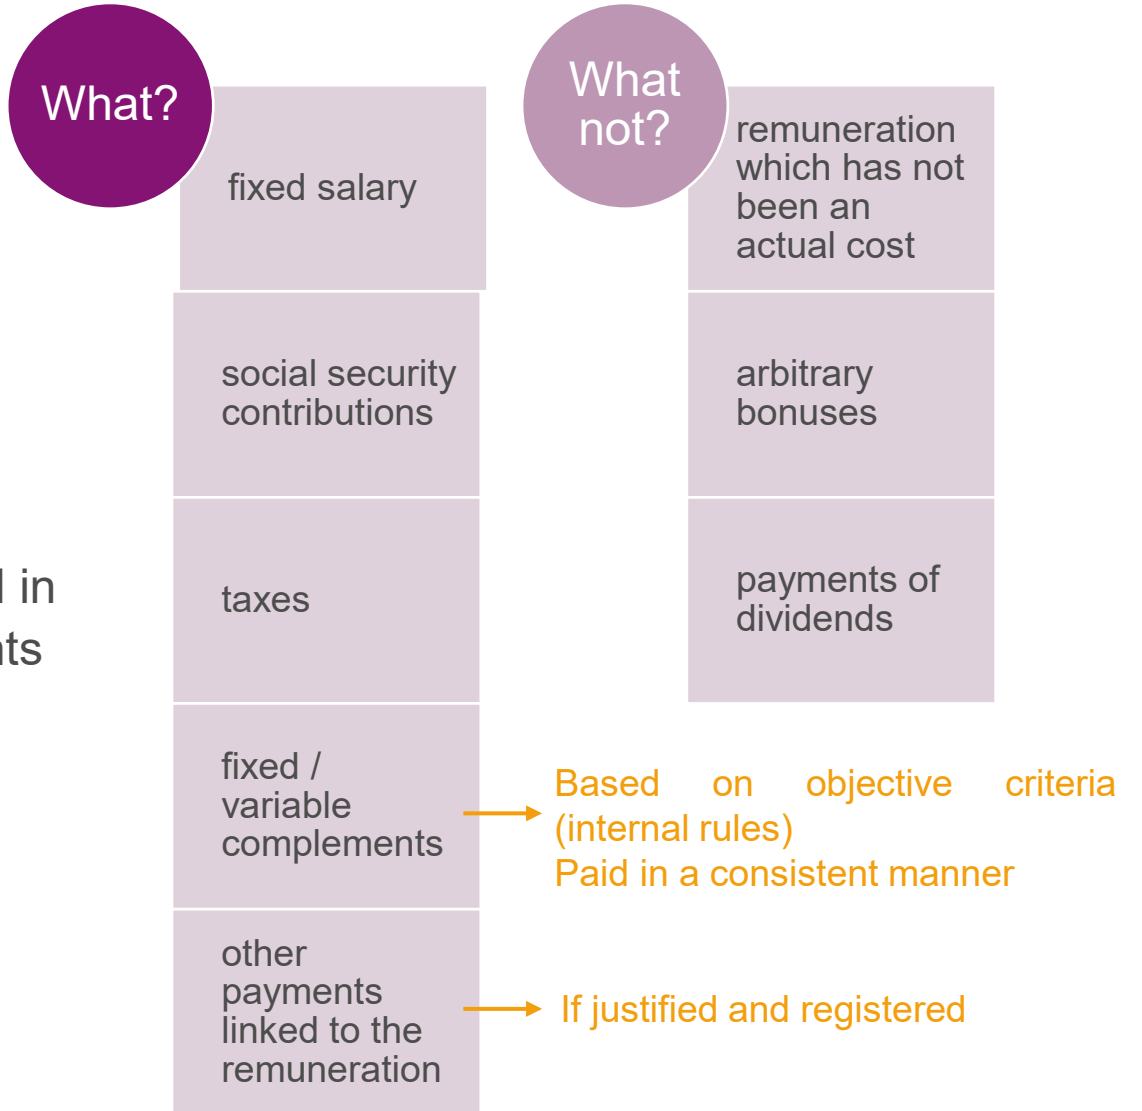 What?
fixed salary
social security
contributions
taxes
fixed /
variable
complements
other
payments
linked to the
remuneration
What
not?
remuneration
which has not
been an
actual cost
arbitrary
bonuses
payments of
dividends
Based on objective criteria
(internal rules)
Paid in a consistent manner
If justified and registered
in